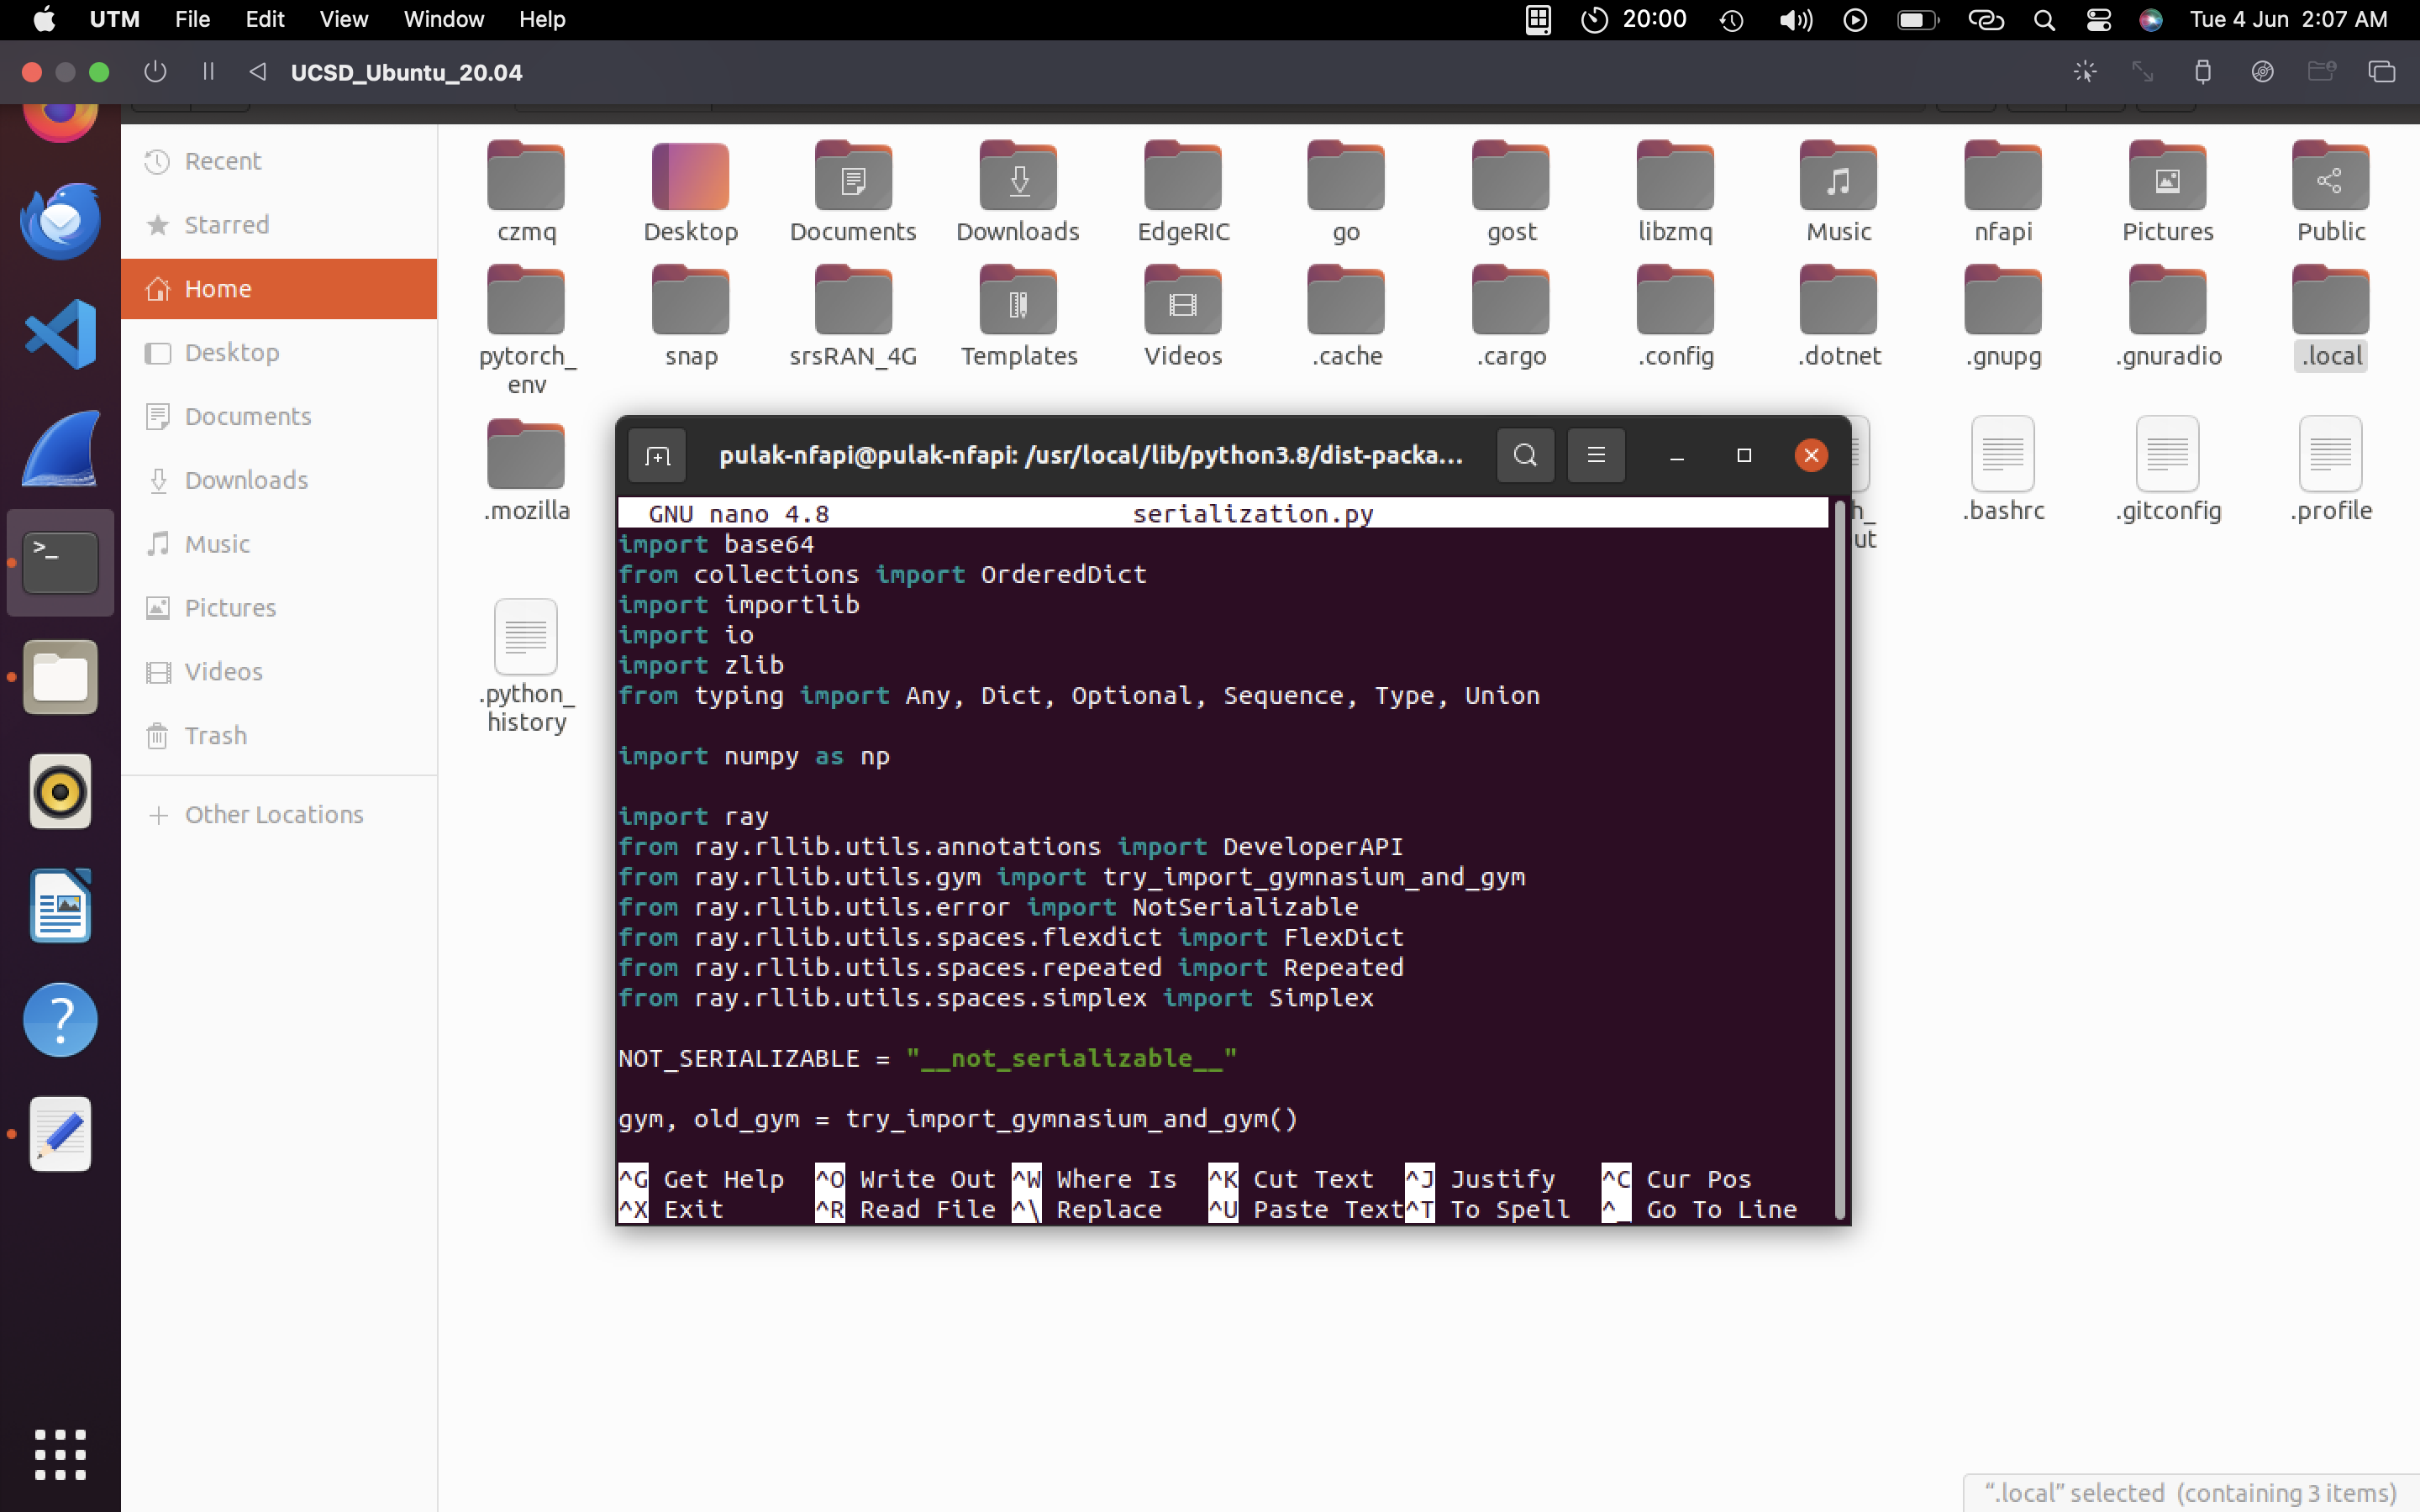 UTM File Edit View Window Help 20:00 Tue 4 Jun 2:07 AM
UCSD_Ubuntu_20.04
Recent
Starred
Home
Desktop
Documents
Downloads
Music
Pictures
Videos
Trash
Other Locations
czmq Desktop Documents Downloads EdgeRIC go gost libzmq Music nfapi Pictures Public
pytorch_ snap srsRAN_4G Templates Videos .cache .cargo .config .dotnet .gnupg .gnuradio .local
env
.mozilla h_ .bashrc .gitconfig .profile
ut
.python_
history
pulak-nfapi@pulak-nfapi: /usr/local/lib/python3.8/dist-packa...
GNU nano 4.8 serialization.py
import base64
from collections import OrderedDict
import importlib
import io
import zlib
from typing import Any, Dict, Optional, Sequence, Type, Union
import numpy as np
import ray
from ray.rllib.utils.annotations import DeveloperAPI
from ray.rllib.utils.gym import try_import_gymnasium_and_gym
from ray.rllib.utils.error import NotSerializable
from ray.rllib.utils.spaces.flexdict import FlexDict
from ray.rllib.utils.spaces.repeated import Repeated
from ray.rllib.utils.spaces.simplex import Simplex
NOT_SERIALIZABLE = "__not_serializable__"
gym, old_gym = try_import_gymnasium_and_gym()
^G Get Help ^O Write Out ^W Where Is ^K Cut Text ^J Justify ^C Cur Pos
^X Exit ^R Read File ^\ Replace ^U Paste Text ^T To Spell ^_ Go To Line
".local" selected (containing 3 items)